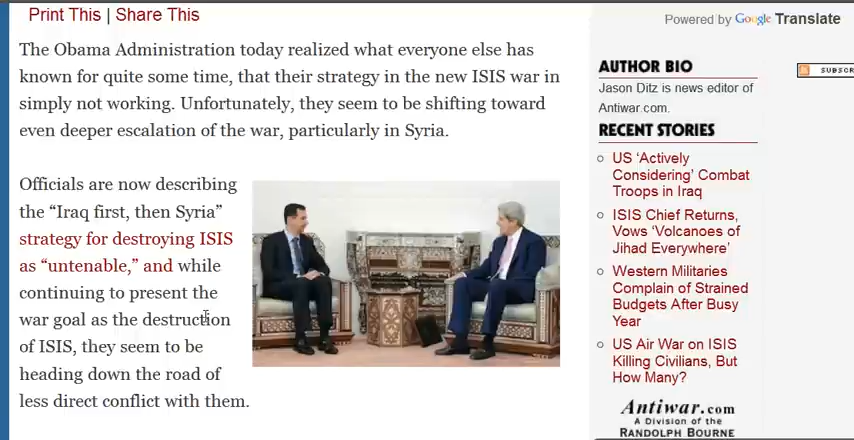 Print This | Share This
Powered by Google Translate
The Obama Administration today realized what everyone else has
known for quite some time, that their strategy in the new ISIS war in
simply not working. Unfortunately, they seem to be shifting toward
even deeper escalation of the war, particularly in Syria.
Officials are now describing
the “Iraq first, then Syria”
strategy for destroying ISIS
as “untenable,” and while
continuing to present the
war goal as the destruction
of ISIS, they seem to be
heading down the road of
less direct conflict with them.
AUTHOR BIO
Jason Ditz is news editor of
Antiwar.com.
RECENT STORIES
US ‘Actively
Considering’ Combat
Troops in Iraq
ISIS Chief Returns,
Vows ‘Volcanoes of
Jihad Everywhere’
Western Militaries
Complain of Strained
Budgets After Busy
Year
US Air War on ISIS
Killing Civilians, But
How Many?
Antiwar.com
A Division of the
RANDOLPH BOURNE